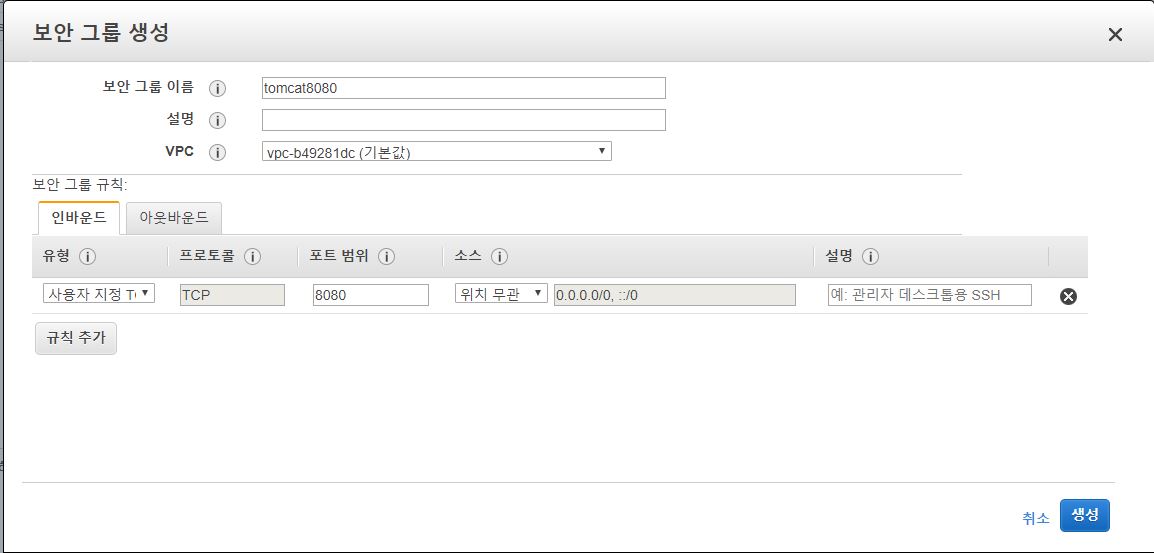 보안 그룹 생성
보안 그룹 이름 tomcat8080
설명
VPC vpc-b49281dc (기본값)
보안 그룹 규칙:
인바운드 아웃바운드
유형 프로토콜 포트 범위 소스 설명
사용자 지정 TC TCP 8080 위치 무관 0.0.0.0/0, ::/0 예: 관리자 데스크톱용 SSH
규칙 추가
취소 생성